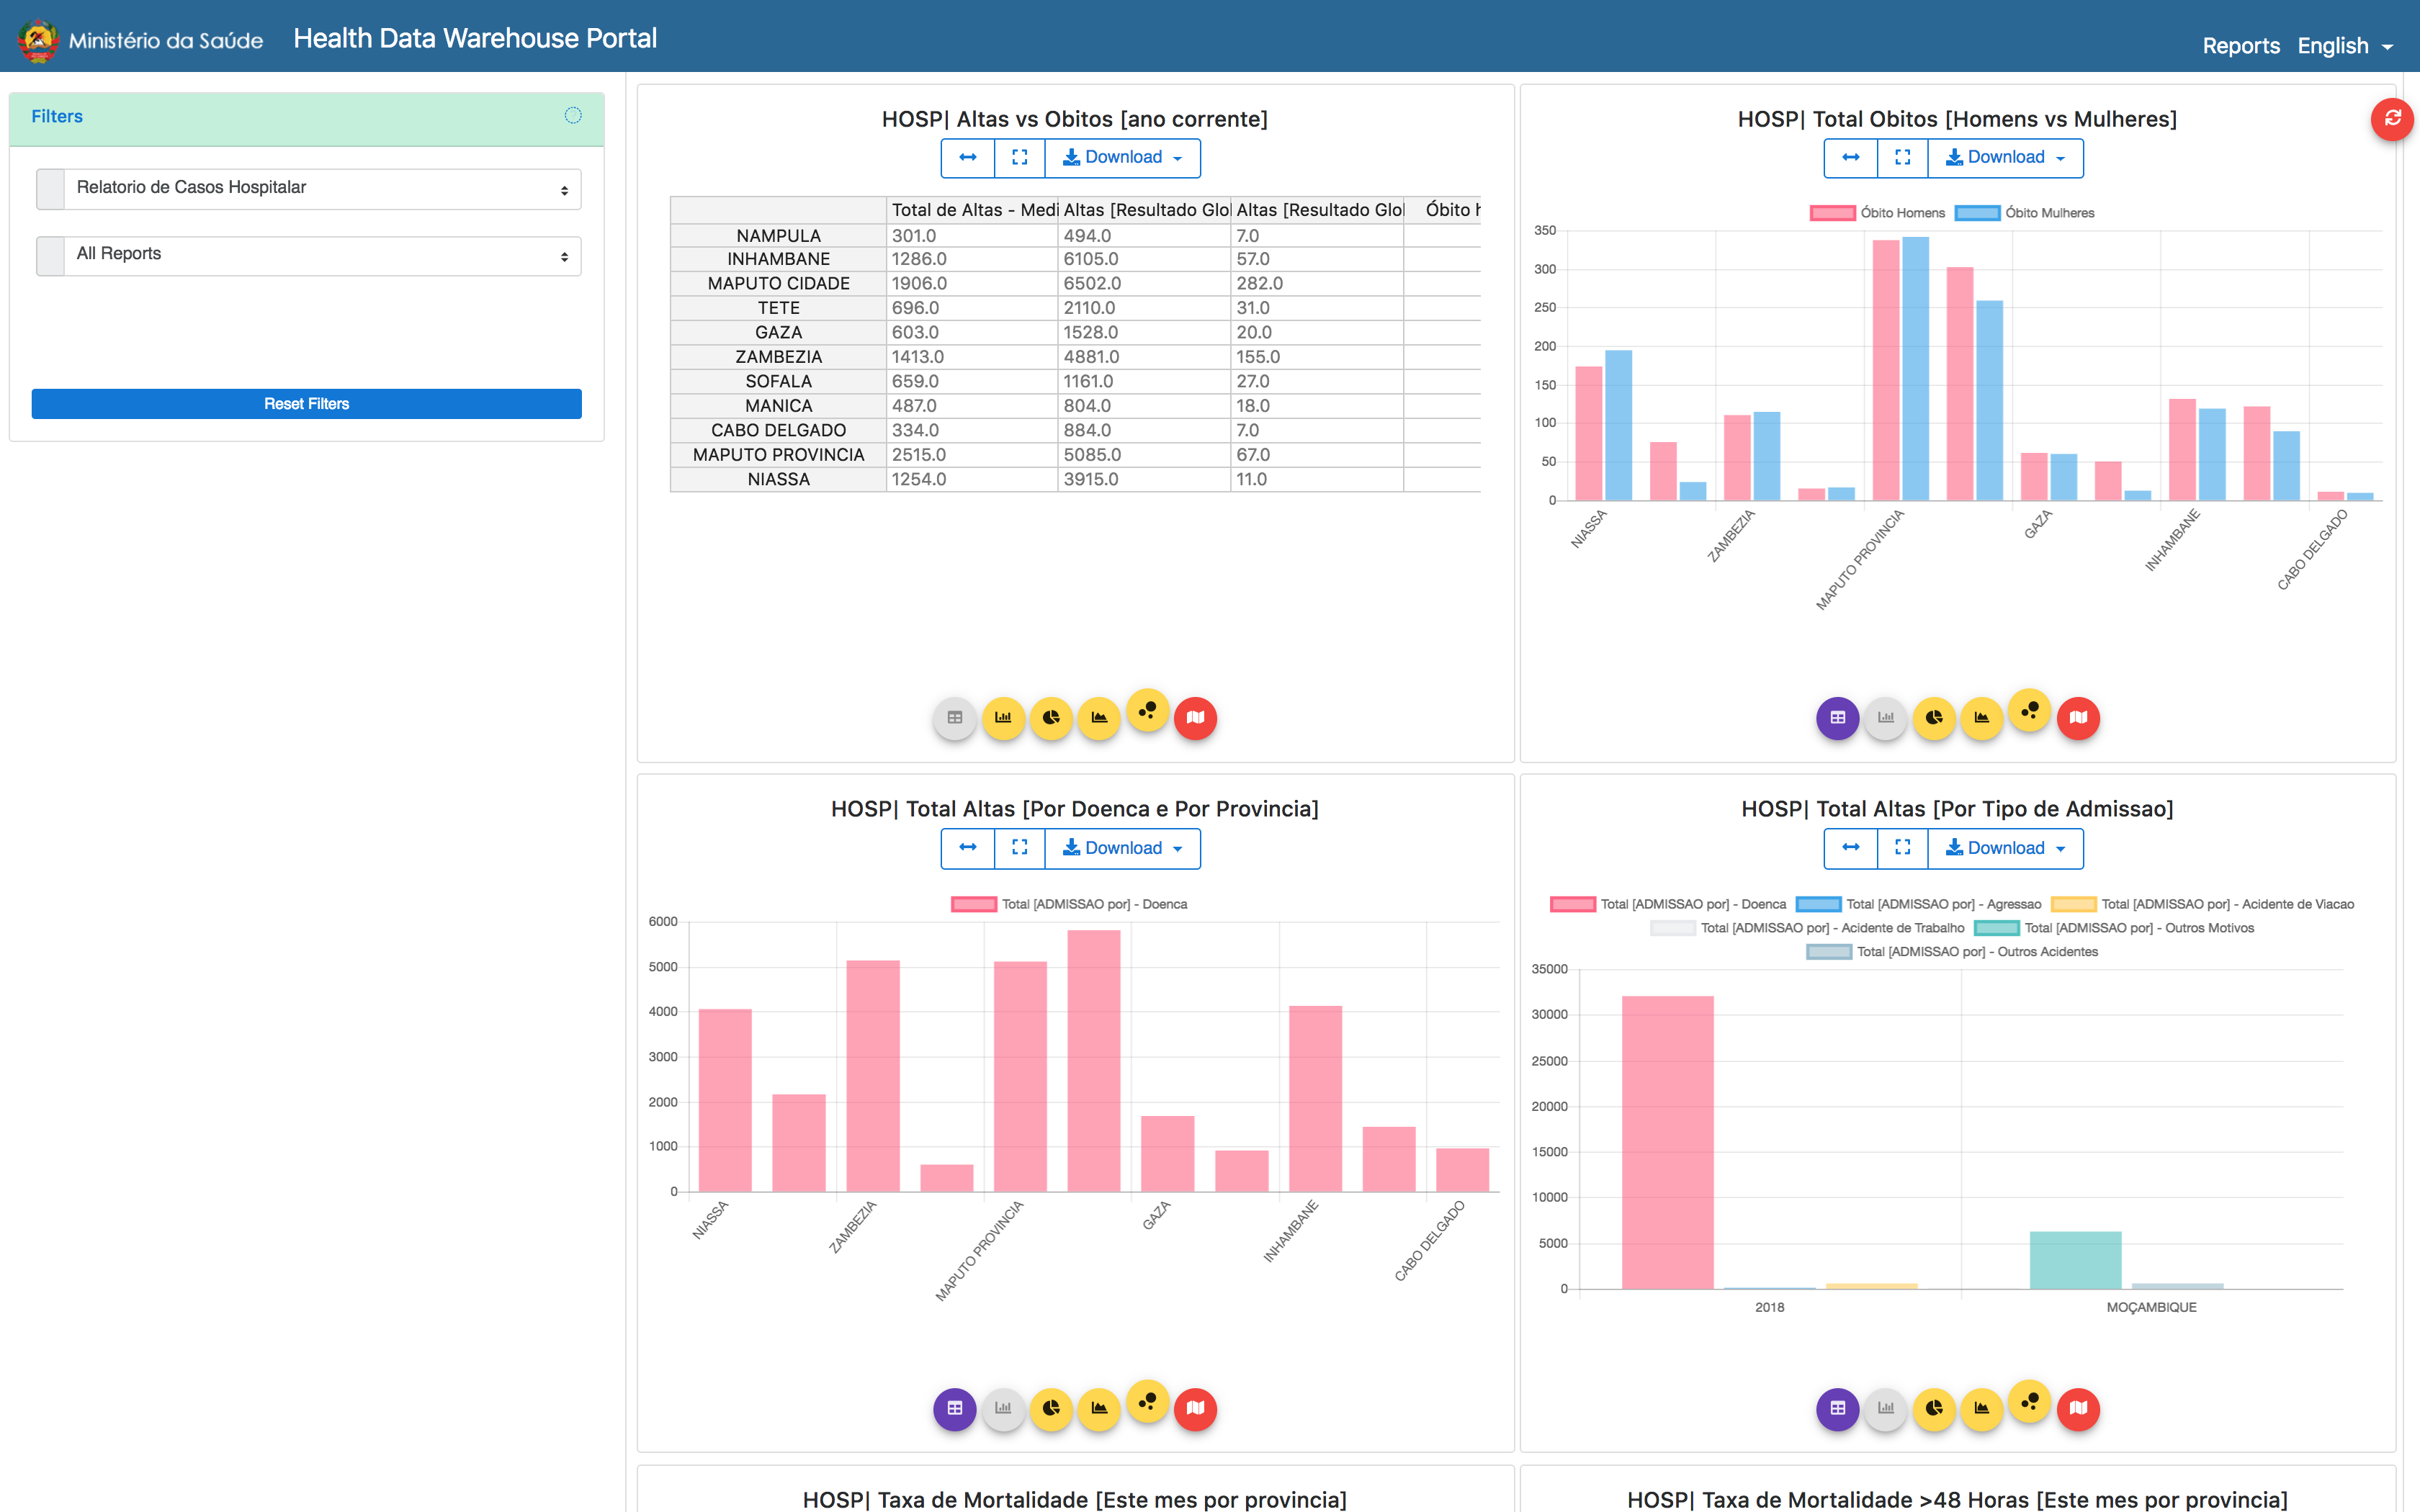 Ministério da Saúde
Health Data Warehouse Portal
Reports English
Filters
Relatorio de Casos Hospitalar
All Reports
Reset Filters
HOSP| Altas vs Obitos [ano corrente]
Download
Total de Altas - Medi Altas [Resultado Glo Altas [Resultado Glo Óbito
NAMPULA 301.0 494.0 7.0
INHAMBANE 1286.0 6105.0 57.0
MAPUTO CIDADE 1906.0 6502.0 282.0
TETE 696.0 2110.0 31.0
GAZA 603.0 1528.0 20.0
ZAMBEZIA 1413.0 4881.0 155.0
SOFALA 659.0 1161.0 27.0
MANICA 487.0 804.0 18.0
CABO DELGADO 334.0 884.0 7.0
MAPUTO PROVINCIA 2515.0 5085.0 67.0
NIASSA 1254.0 3915.0 11.0
HOSP| Total Obitos [Homens vs Mulheres]
Download
Óbito Homens Óbito Mulheres
350
300
250
200
150
100
50
0
NIASSA ZAMBEZIA MAPUTO PROVINCIA GAZA INHAMBANE CABO DELGADO
HOSP| Total Altas [Por Doenca e Por Provincia]
Download
Total [ADMISSAO por] - Doenca
6000
5000
4000
3000
2000
1000
0
NIASSA ZAMBEZIA MAPUTO PROVINCIA GAZA INHAMBANE CABO DELGADO
HOSP| Total Altas [Por Tipo de Admissao]
Download
Total [ADMISSAO por] - Doenca Total [ADMISSAO por] - Agressao Total [ADMISSAO por] - Acidente de Viacao
Total [ADMISSAO por] - Acidente de Trabalho Total [ADMISSAO por] - Outros Motivos
Total [ADMISSAO por] - Outros Acidentes
35000
30000
25000
20000
15000
10000
5000
0
2018 MOÇAMBIQUE
HOSP| Taxa de Mortalidade [Este mes por provincia]
HOSP| Taxa de Mortalidade >48 Horas [Este mes por provincia]